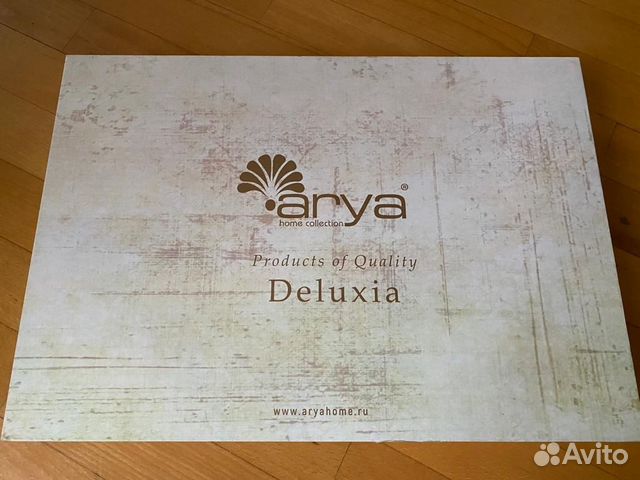 arya®
home collection
Products of Quality
Deluxia
www.aryahome.ru
Avito